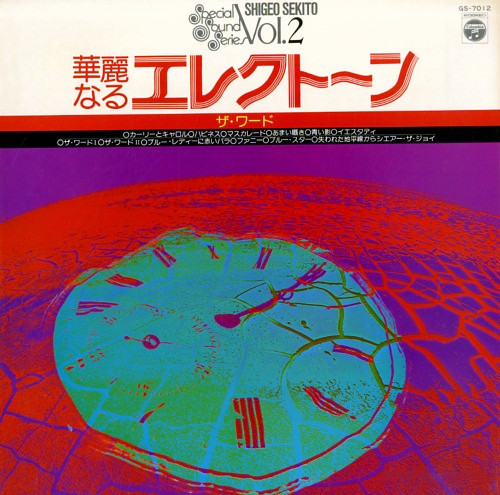 Special Sound Series
SHIGEO SEKITO
Vol.2
GS-7012
Columbia
華麗なる
エレクトーン
ザ・ワード
○カーリーとキャロル○ハピネス○マスカレード○あまい囁き○青い影○イエスタディ
○ザ・ワードI○ザ・ワードII○ブルー・レディーに赤いバラ○ファニー○ブルー・スター○失われた地平線からシェアー・ザ・ジョイ